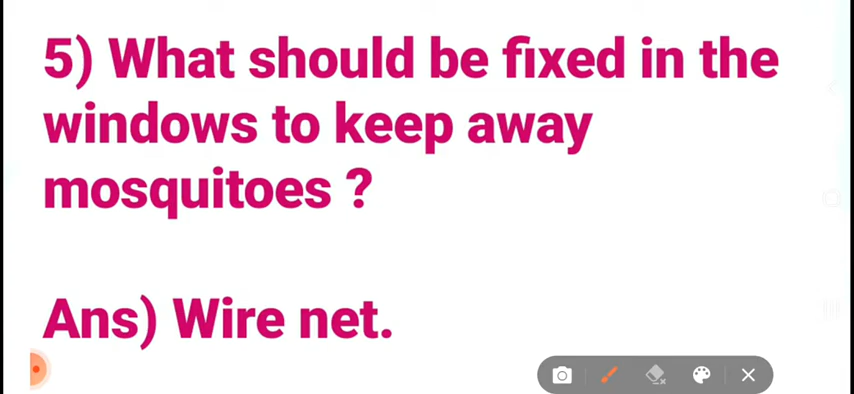 5) What should be fixed in the
windows to keep away
mosquitoes ?
Ans) Wire net.